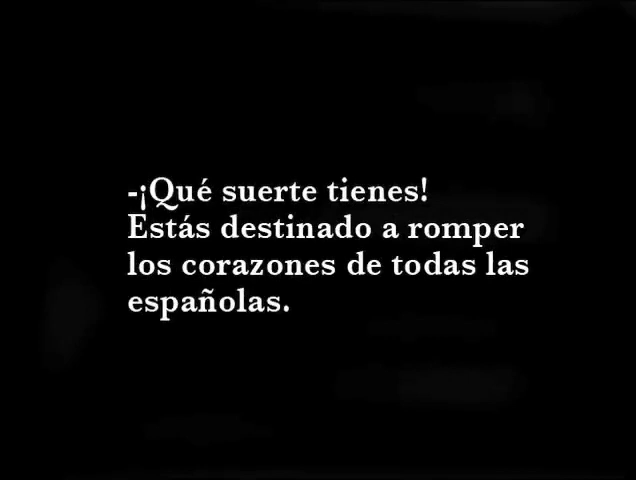 -¡Qué suerte tienes!
Estás destinado a romper
los corazones de todas las
españolas.